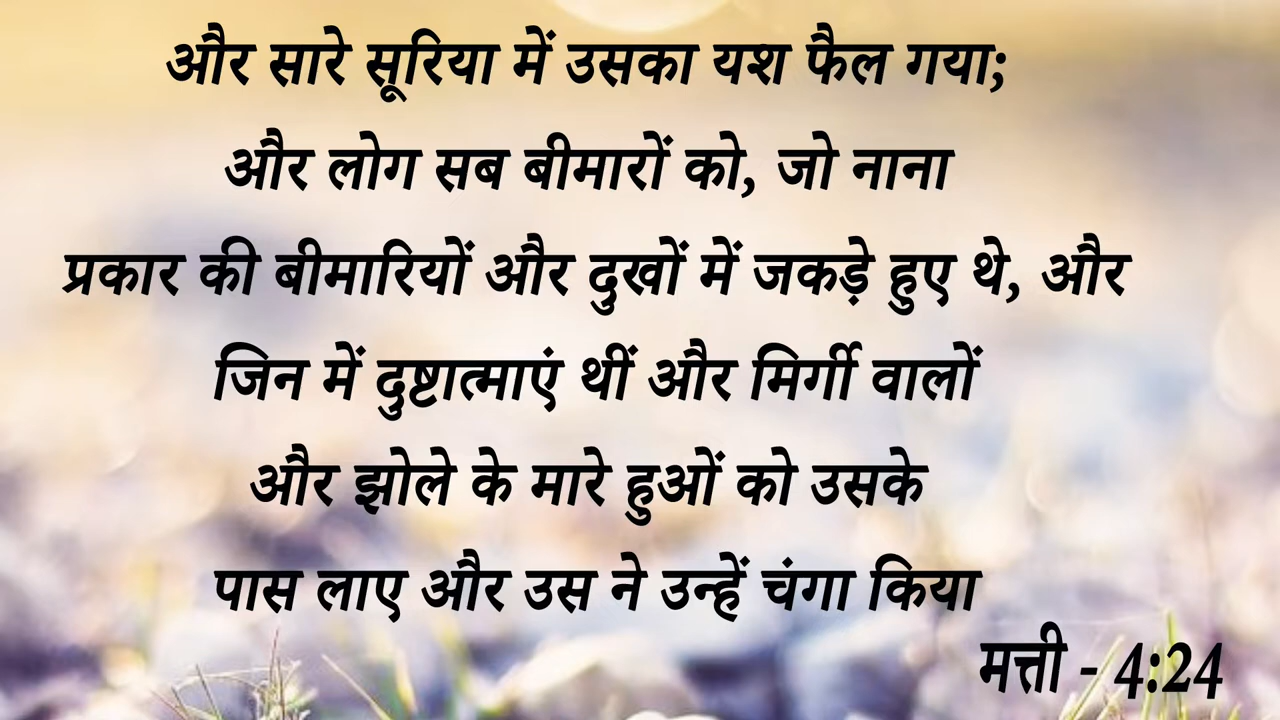 और सारे सूरिया में उसका यश फैल गया;
और लोग सब बीमारों को, जो नाना
प्रकार की बीमारियों और दुखों में जकड़े हुए थे, और
जिन में दुष्टात्माएं थीं और मिर्गी वालों
और झोले के मारे हुओं को उसके
पास लाए और उस ने उन्हें चंगा किया
मत्ती - 4:24